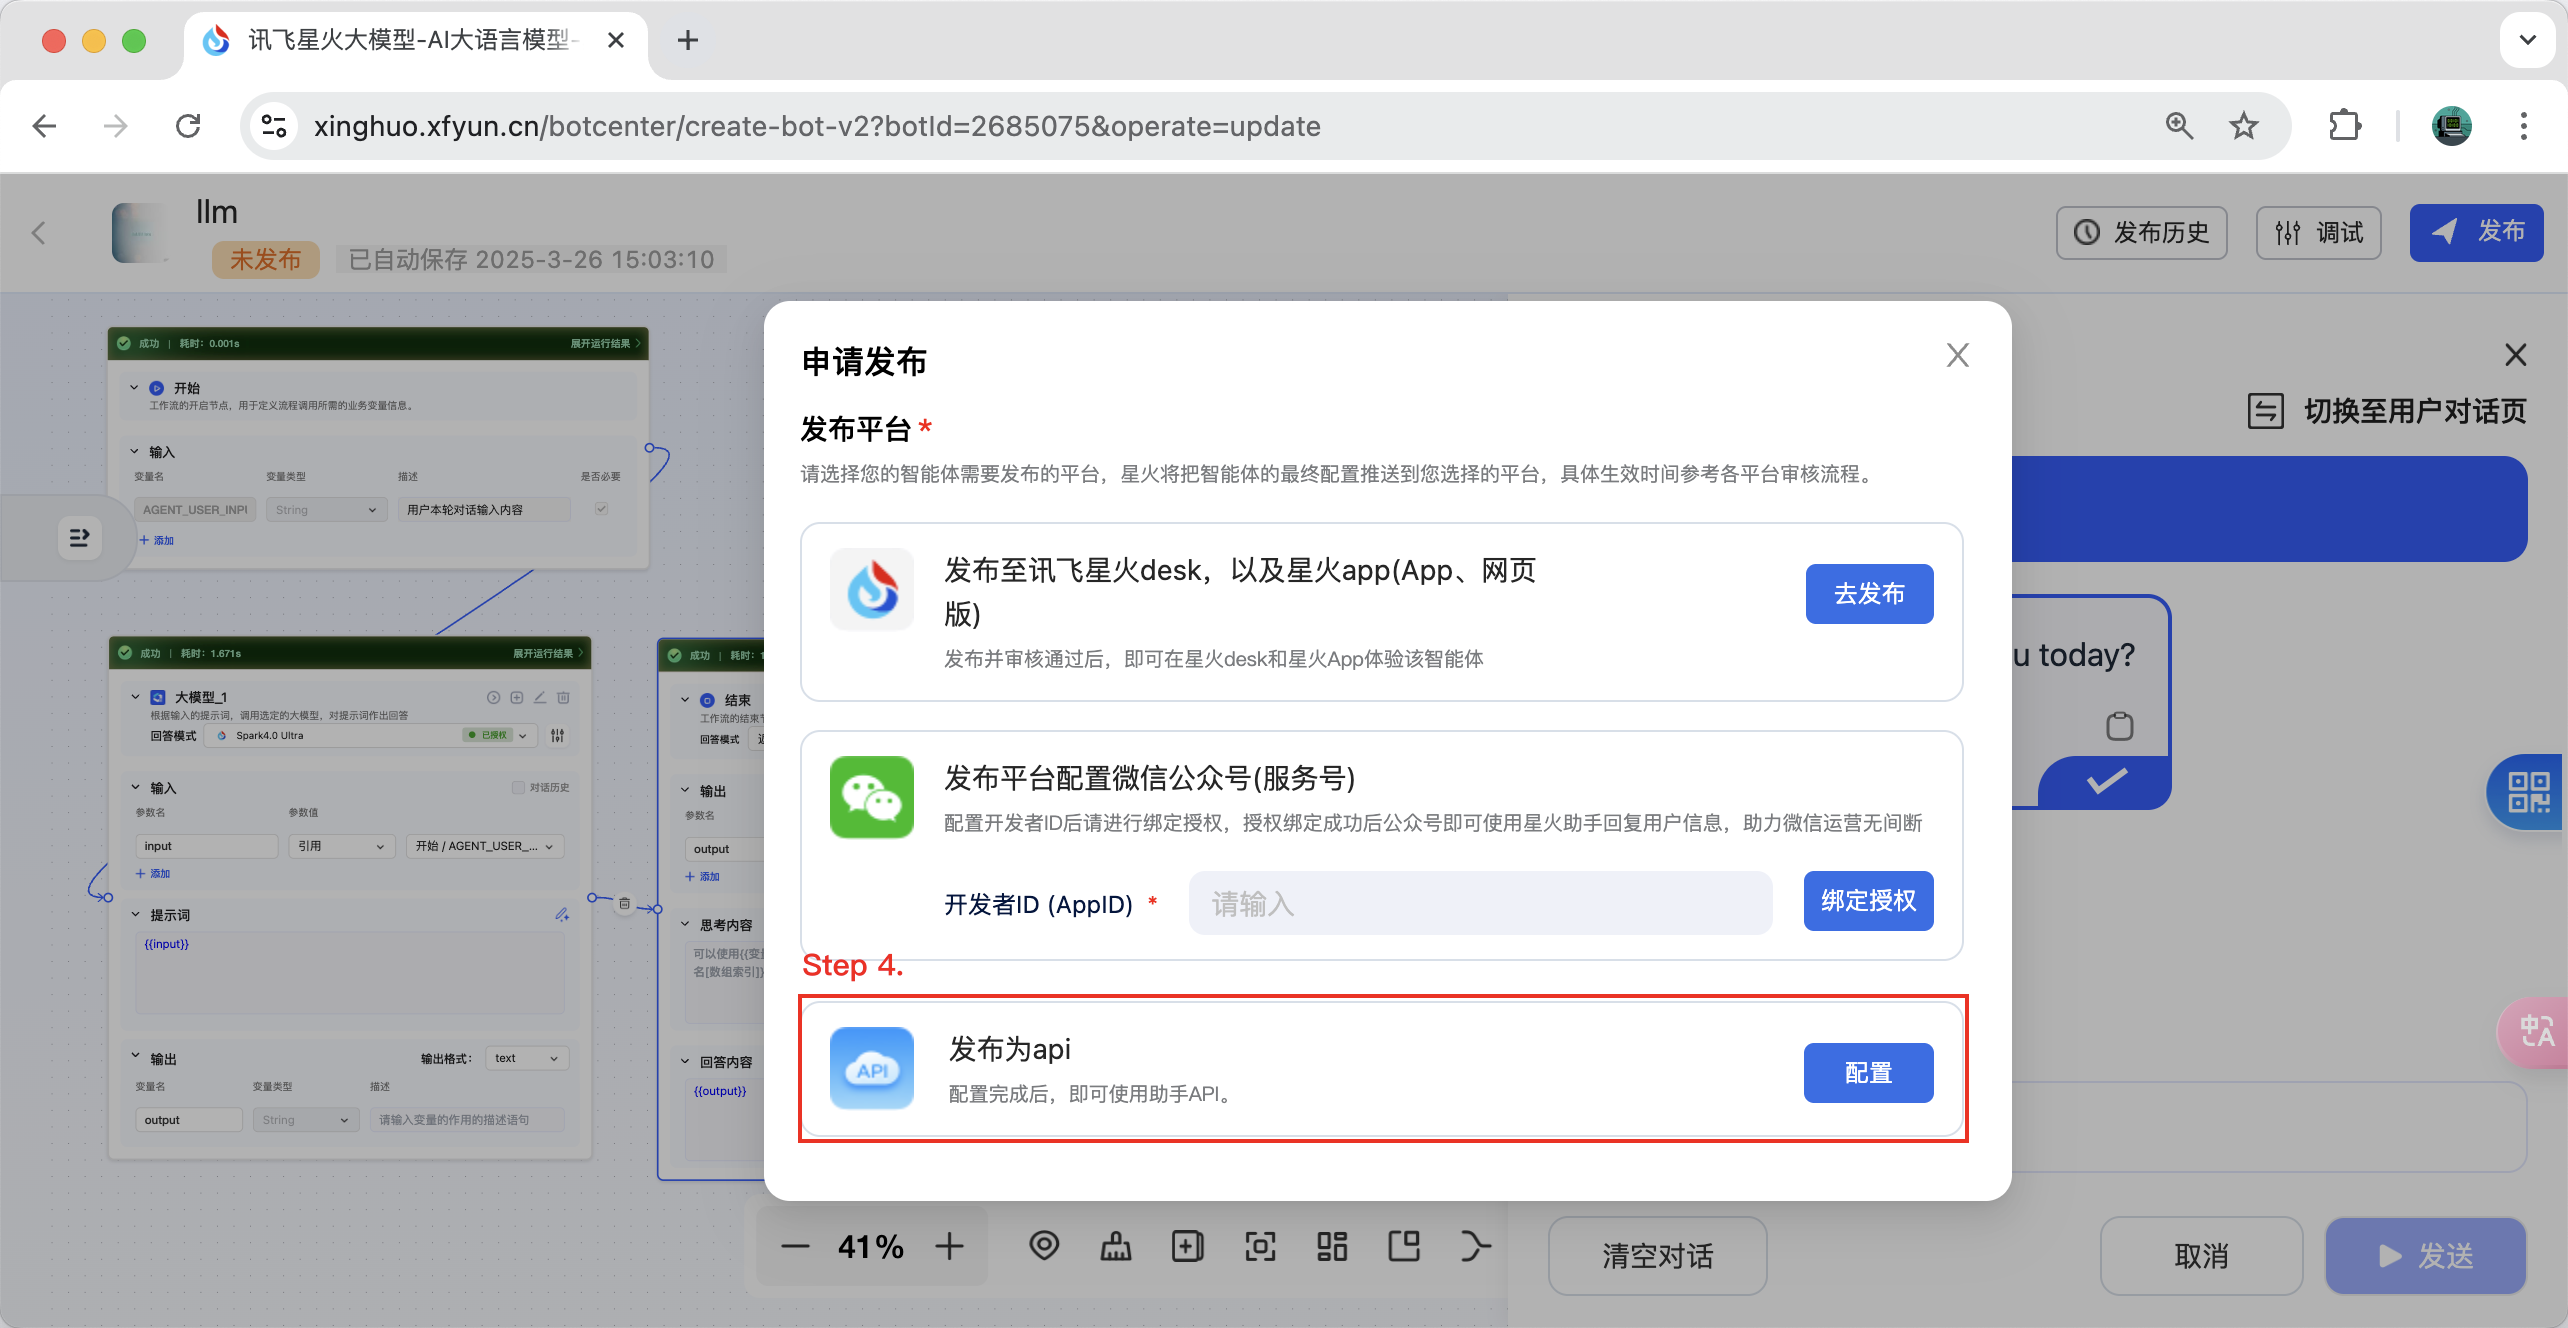 讯飞星火大模型-AI大语言模型-
xinghuo.xfyun.cn/botcenter/create-bot-v2?botId=2685075&operate=update
llm
未发布
已自动保存 2025-3-26 15:03:10
发布历史
调试
发布
成功 | 耗时：0.001s
展开运行结果
开始
工作流的开启节点，用于定义流程调用所需的业务变量信息。
输入
变量名 变量类型 描述 是否必要
AGENT_USER_INPU String 用户本轮对话输入内容
+ 添加
成功 | 耗时：1.671s
展开运行结果
大模型_1
根据输入的提示词，调用选定的大模型，对提示词作出回答
回答模式 Spark4.0 Ultra 已授权
输入 对话历史
参数名 参数值
input 引用 开始 / AGENT_USER_...
+ 添加
提示词
{{input}}
输出 输出格式： text
变量名 变量类型 描述
output String 请输入变量的作用的描述语句
成功 | 耗时：1
结束
工作流的结束
回答模式
输出
参数名
output
+ 添加
思考内容
可以使用{{变
名[数组索引]}
回答内容
{{output}}
申请发布
发布平台 *
请选择您的智能体需要发布的平台，星火将把智能体的最终配置推送到您选择的平台，具体生效时间参考各平台审核流程。
发布至讯飞星火desk，以及星火app(App、网页
版)
发布并审核通过后，即可在星火desk和星火App体验该智能体
去发布
发布平台配置微信公众号(服务号)
配置开发者ID后请进行绑定授权，授权绑定成功后公众号即可使用星火助手回复用户信息，助力微信运营无间断
开发者ID (AppID) *
请输入
绑定授权
Step 4.
API
发布为api
配置完成后，即可使用助手API。
配置
切换至用户对话页
u today?
中A
41%
清空对话
取消
发送